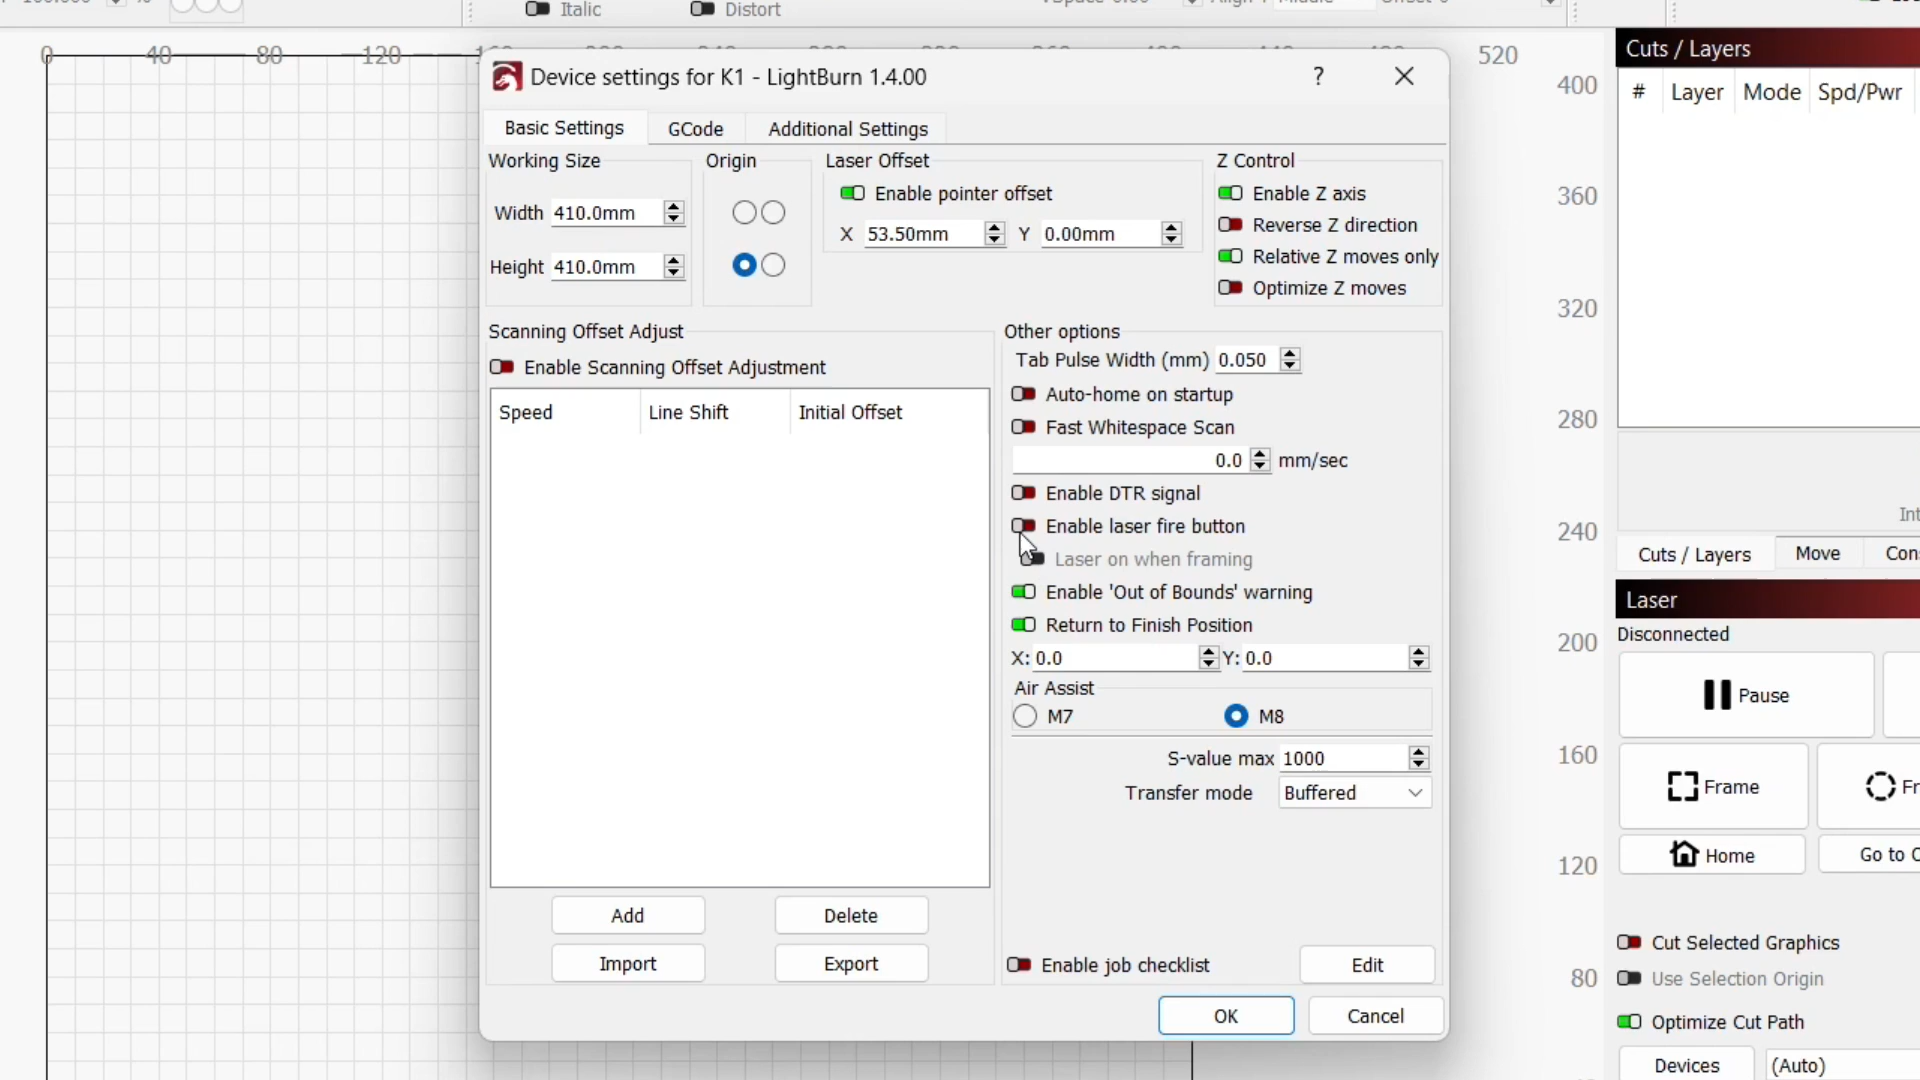 Italic
Distort
0
40
80
120
520
Device settings for K1 - LightBurn 1.4.00
?
Basic Settings
GCode
Additional Settings
Working Size
Width 410.0mm
Height 410.0mm
Origin
Laser Offset
Enable pointer offset
X 53.50mm
Y 0.00mm
Z Control
Enable Z axis
Reverse Z direction
Relative Z moves only
Optimize Z moves
Scanning Offset Adjust
Enable Scanning Offset Adjustment
Speed
Line Shift
Initial Offset
Add
Delete
Import
Export
Other options
Tab Pulse Width (mm) 0.050
Auto-home on startup
Fast Whitespace Scan
0.0 mm/sec
Enable DTR signal
Enable laser fire button
Laser on when framing
Enable 'Out of Bounds' warning
Return to Finish Position
X: 0.0
Y: 0.0
Air Assist
M7
M8
S-value max 1000
Transfer mode Buffered
Enable job checklist
Edit
OK
Cancel
400
360
320
280
240
200
160
120
80
Cuts / Layers
#
Layer
Mode
Spd/Pwr
Int
Cuts / Layers
Move
Cons
Laser
Disconnected
Pause
Frame
Fr
Home
Go to O
Cut Selected Graphics
Use Selection Origin
Optimize Cut Path
Devices
(Auto)